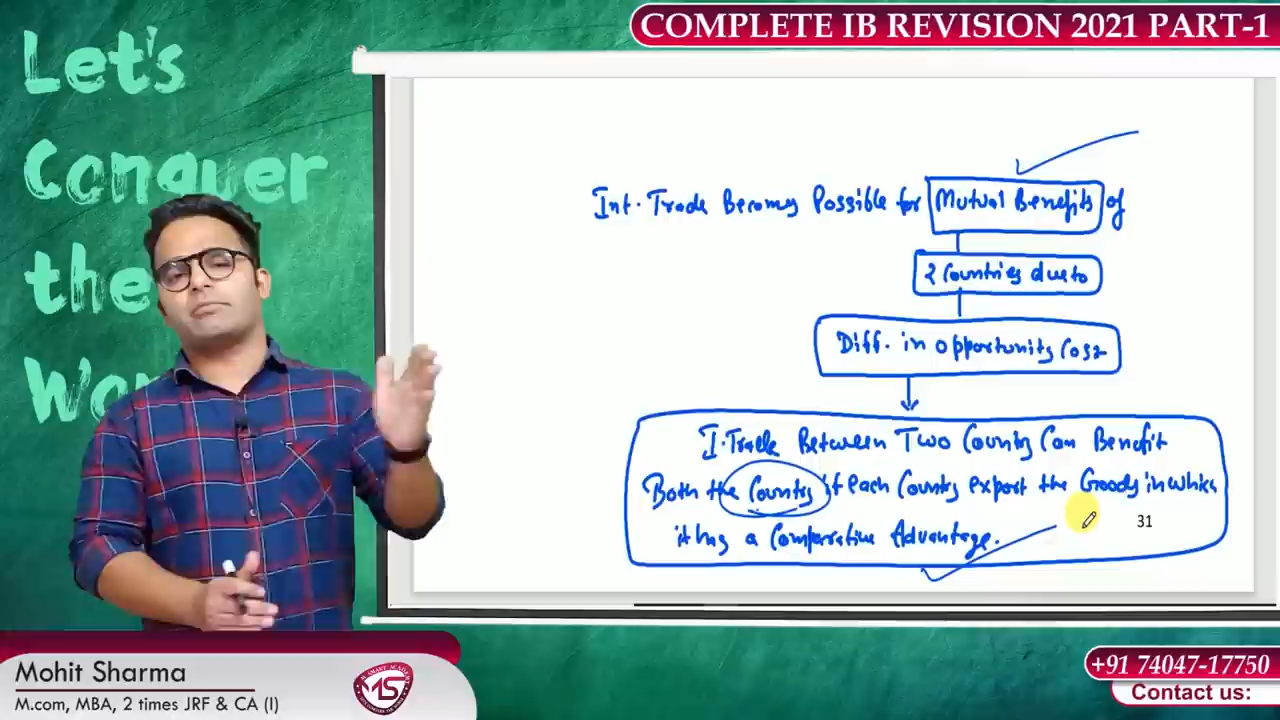 COMPLETE IB REVISION 2021 PART-1
Let's
Conquer
the
Wor
Int. Trade Becomes Possible for Mutual Benefits of
2 Countries due to
Diff. in opportunity Cost
I. Trade Between Two County Can Benefit
Both the Country if each Country export the Goods in which
it has a Comparative Advantage.
31
Mohit Sharma
M.com, MBA, 2 times JRF & CA (I)
MS
+91 74047-17750
Contact us: